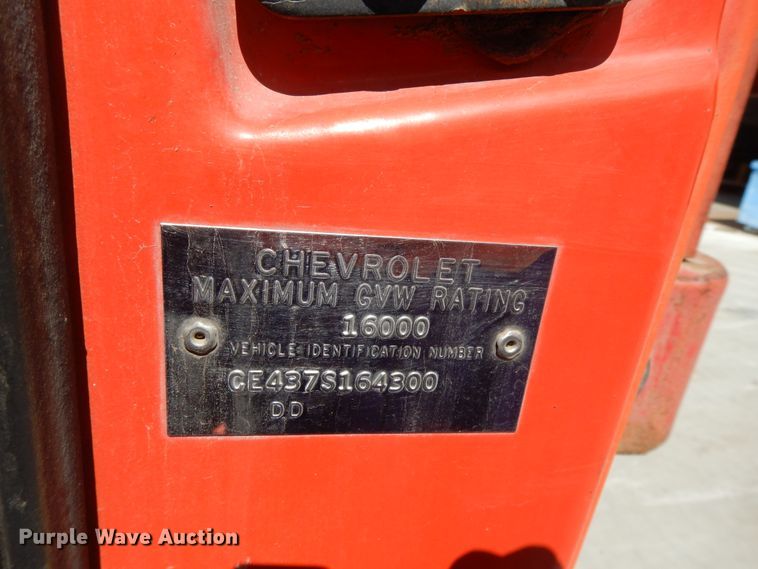 CHEVROLET
MAXIMUM GVW RATING
16000
VEHICLE IDENTIFICATION NUMBER
CE437S164300
DD
Purple Wave Auction